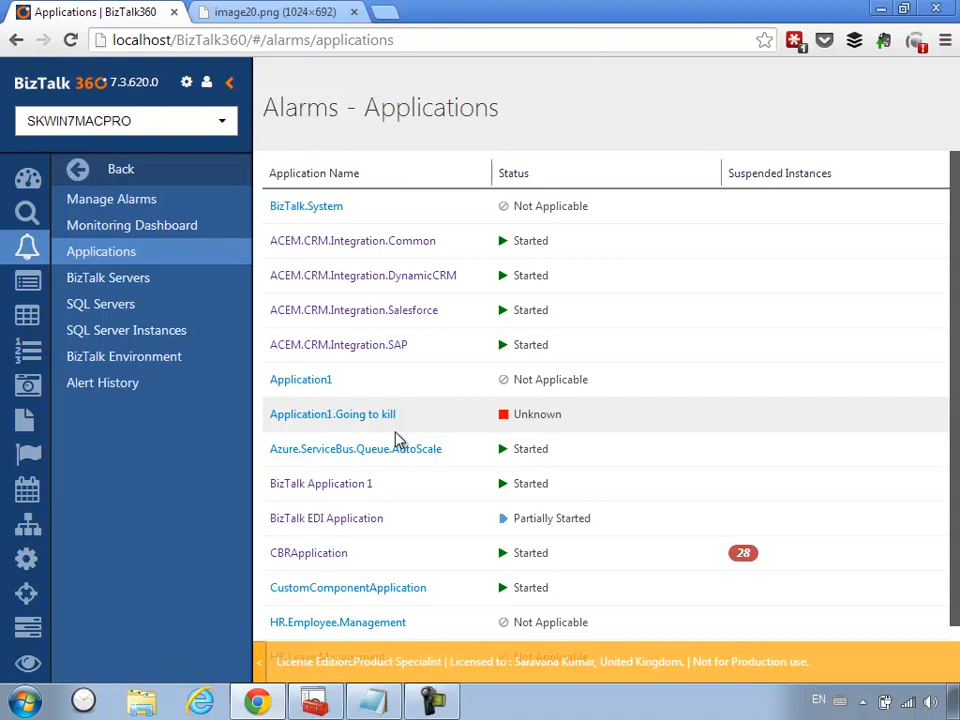 Applications | BizTalk360
image20.png (1024×692)
localhost/BizTalk360/#/alarms/applications
BizTalk 360 7.3.620.0
SKWIN7MACPRO
Back
Manage Alarms
Monitoring Dashboard
Applications
BizTalk Servers
SQL Servers
SQL Server Instances
BizTalk Environment
Alert History
Alarms - Applications
Application Name Status Suspended Instances
BizTalk.System Not Applicable
ACEM.CRM.Integration.Common Started
ACEM.CRM.Integration.DynamicCRM Started
ACEM.CRM.Integration.Salesforce Started
ACEM.CRM.Integration.SAP Started
Application1 Not Applicable
Application1.Going to kill Unknown
Azure.ServiceBus.Queue.AutoScale Started
BizTalk Application 1 Started
BizTalk EDI Application Partially Started
CBRApplication Started 28
CustomComponentApplication Started
HR.Employee.Management Not Applicable
HR.Leave.Management Not Applicable
< License Edition:Product Specialist | Licensed to : Saravana Kumar, United Kingdom. | Not for Production use.
EN